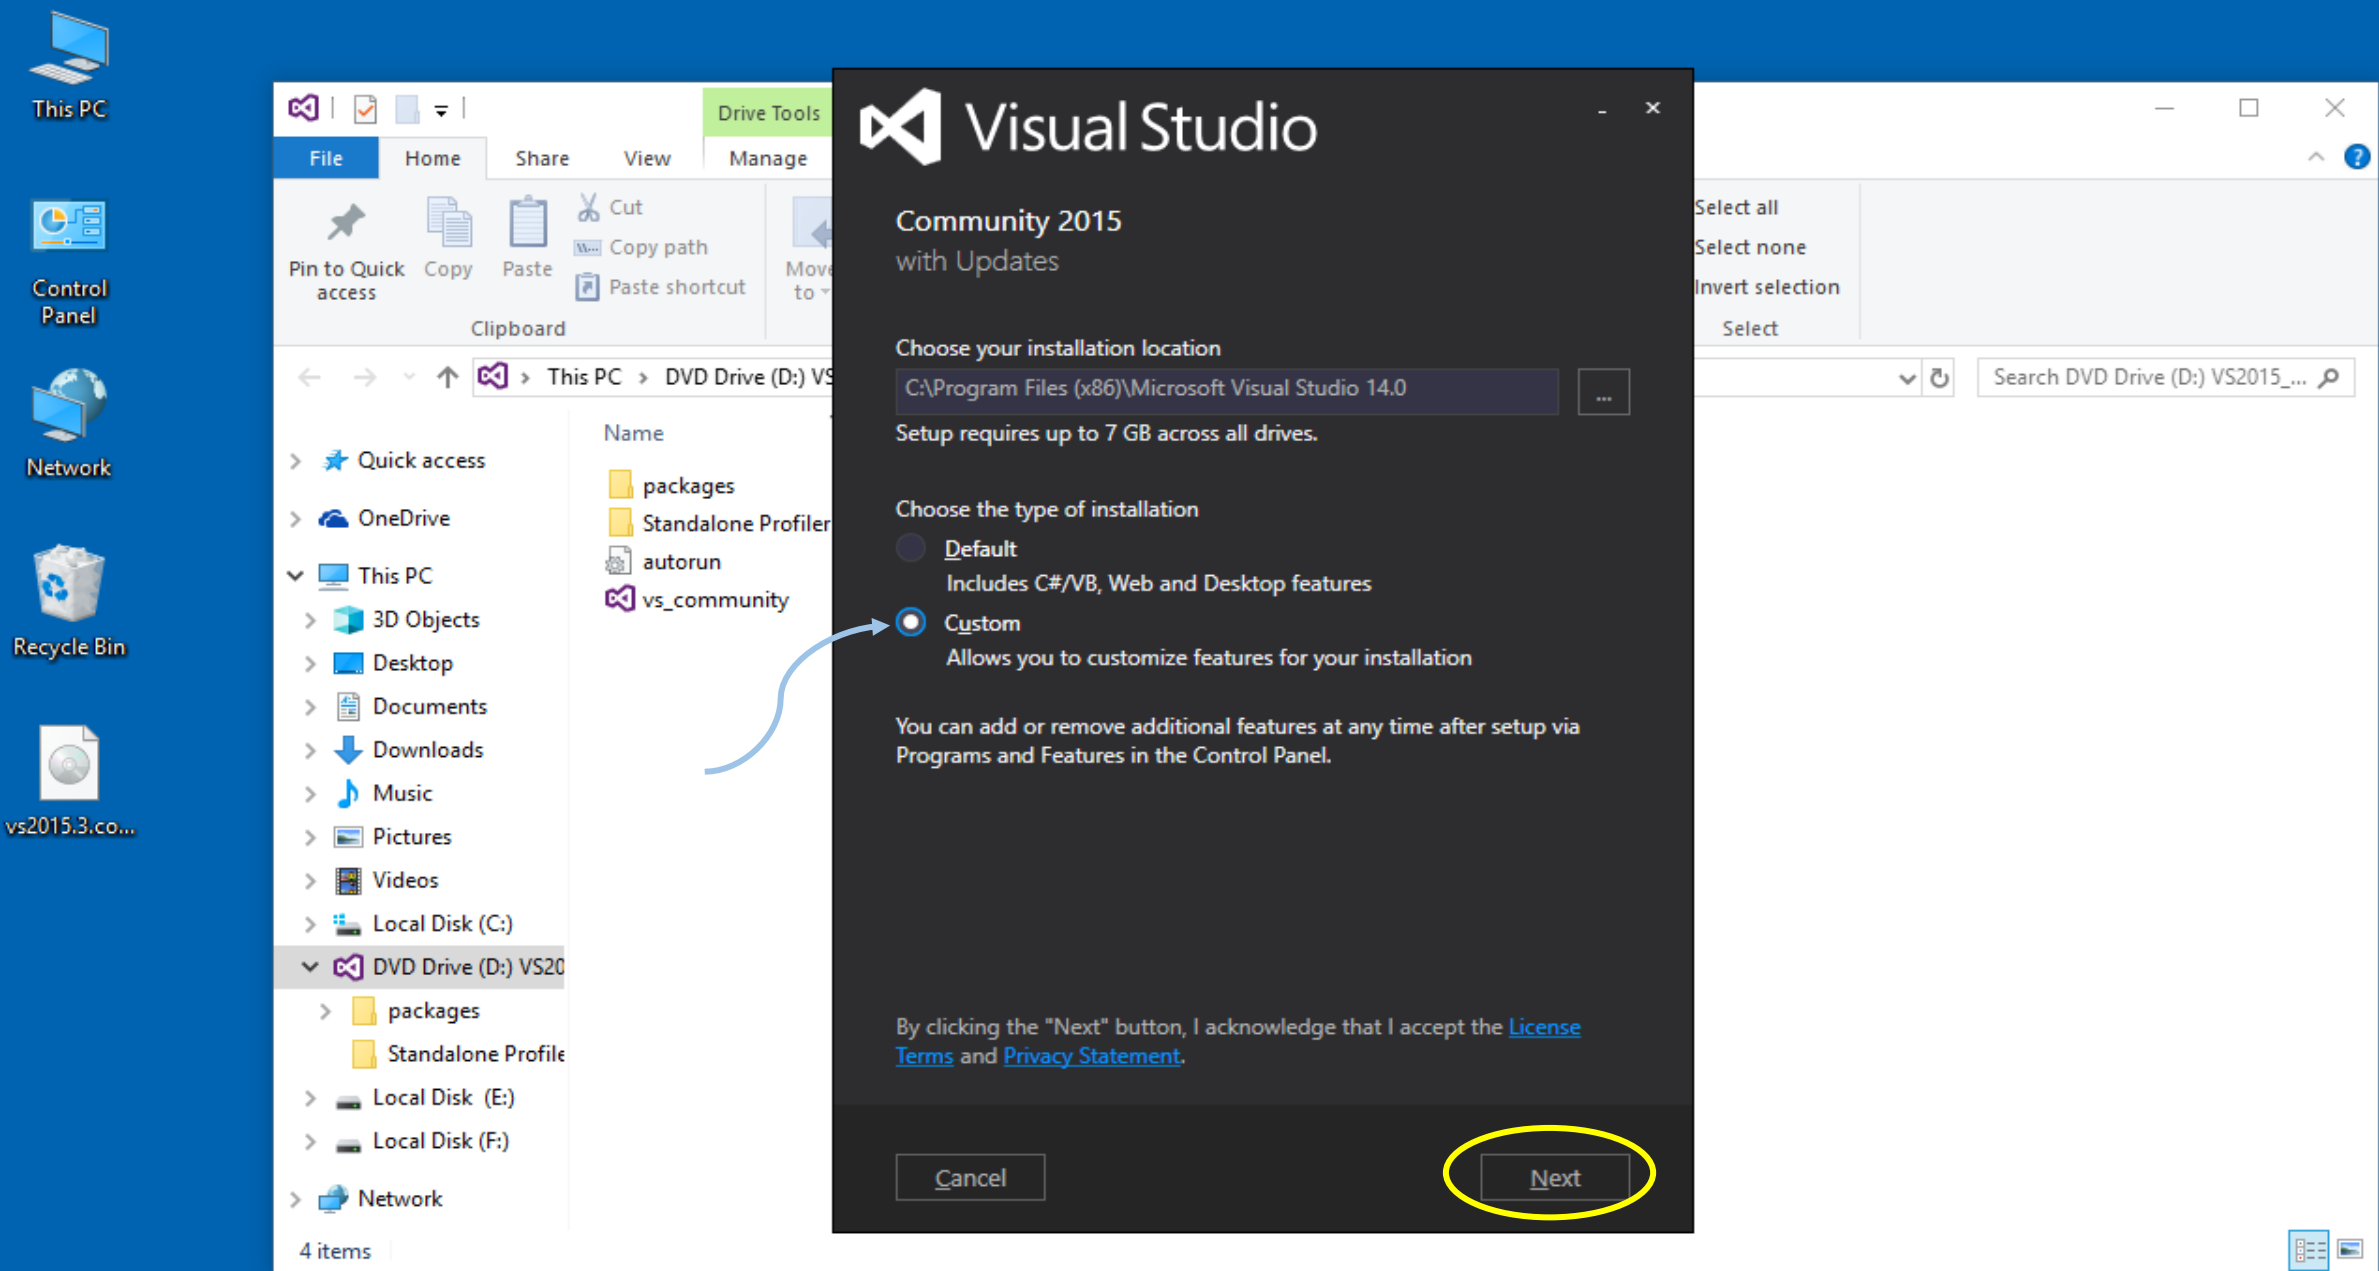 This PC
Control
Panel
Network
Recycle Bin
vs2015.3.co...
Drive Tools
File
Home
Share
View
Manage
Pin to Quick
access
Copy
Paste
Cut
Copy path
Paste shortcut
Move
to
Clipboard
Select all
Select none
Invert selection
Select
This PC > DVD Drive (D:) VS
Search DVD Drive (D:) VS2015_...
Quick access
OneDrive
This PC
3D Objects
Desktop
Documents
Downloads
Music
Pictures
Videos
Local Disk (C:)
DVD Drive (D:) VS20
packages
Standalone Profile
Local Disk (E:)
Local Disk (F:)
Network
4 items
Name
packages
Standalone Profiler
autorun
vs_community
Visual Studio
Community 2015
with Updates
Choose your installation location
C:\Program Files (x86)\Microsoft Visual Studio 14.0
...
Setup requires up to 7 GB across all drives.
Choose the type of installation
Default
Includes C#/VB, Web and Desktop features
Custom
Allows you to customize features for your installation
You can add or remove additional features at any time after setup via
Programs and Features in the Control Panel.
By clicking the "Next" button, I acknowledge that I accept the License
Terms and Privacy Statement.
Cancel
Next